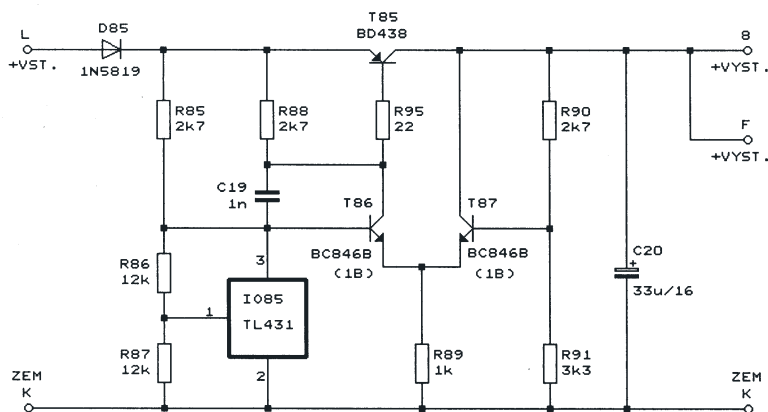 T85
BD438
L
D85
8
+VST.
1N5819
+VYST.
R85
2k7
R88
2k7
R95
22
R90
2k7
F
+VYST.
C19
1n
T86
T87
BC846B
(1B)
BC846B
(1B)
R86
12k
3
C20
+
33u/16
IO85
TL431
1
R87
12k
R89
1k
R91
3k3
2
ZEM
K
ZEM
K